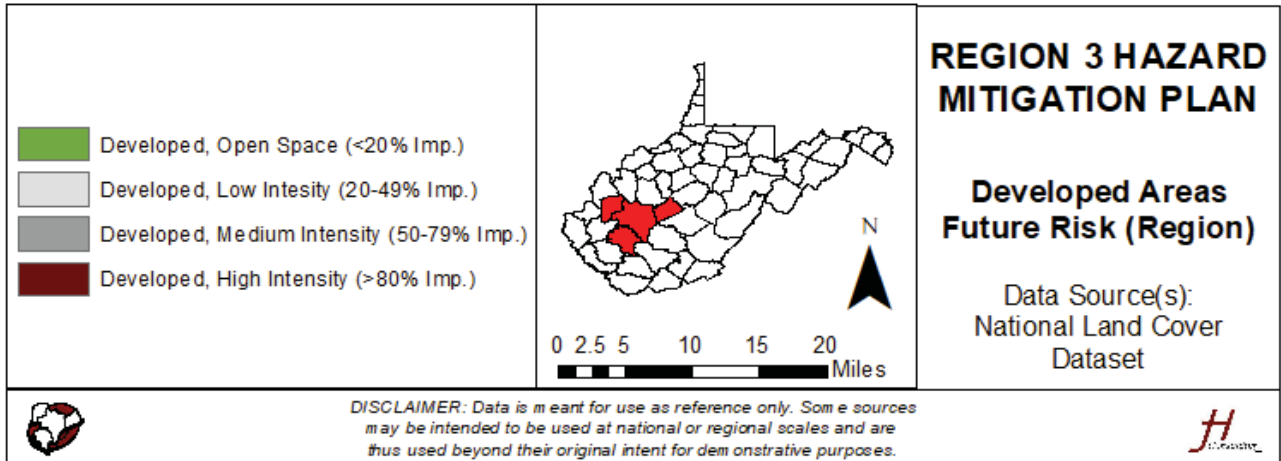 Developed, Open Space (<20% Imp.)
Developed, Low Intesity (20-49% Imp.)
Developed, Medium Intensity (50-79% Imp.)
Developed, High Intensity (>80% Imp.)
N
0 2.5 5 10 15 20
Miles
REGION 3 HAZARD
MITIGATION PLAN
Developed Areas
Future Risk (Region)
Data Source(s):
National Land Cover
Dataset
DISCLAIMER: Data is meant for use as reference only. Some sources
may be intended to be used at national or regional scales and are
thus used beyond their original intent for demonstrative purposes.
H